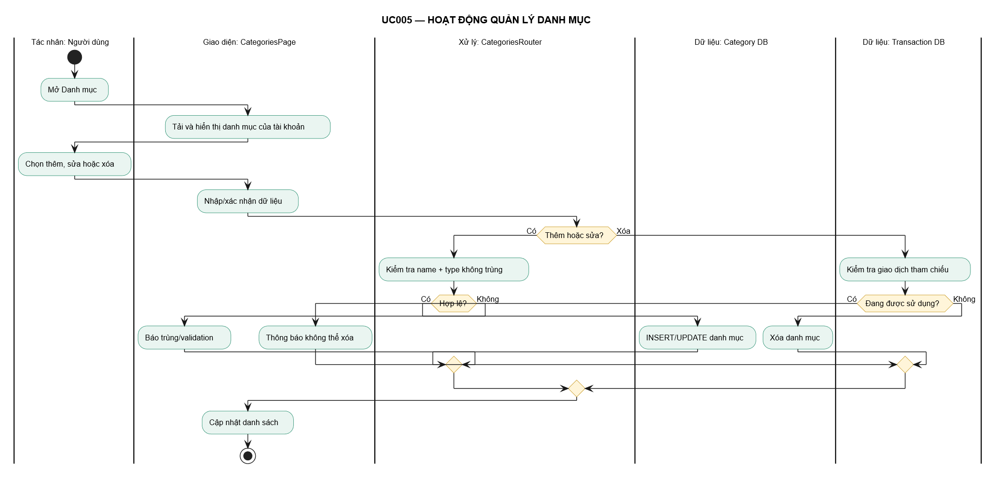 UC005 — HOẠT ĐỘNG QUẢN LÝ DANH MỤC
Tác nhân: Người dùng
Giao diện: CategoriesPage
Xử lý: CategoriesRouter
Dữ liệu: Category DB
Dữ liệu: Transaction DB
Mở Danh mục
Tải và hiển thị danh mục của tài khoản
Chọn thêm, sửa hoặc xóa
Nhập/xác nhận dữ liệu
Có
Thêm hoặc sửa?
Xóa
Kiểm tra name + type không trùng
Kiểm tra giao dịch tham chiếu
Có
Hợp lệ?
Không
Có
Đang được sử dụng?
Không
Báo trùng/validation
Thông báo không thể xóa
INSERT/UPDATE danh mục
Xóa danh mục
Cập nhật danh sách